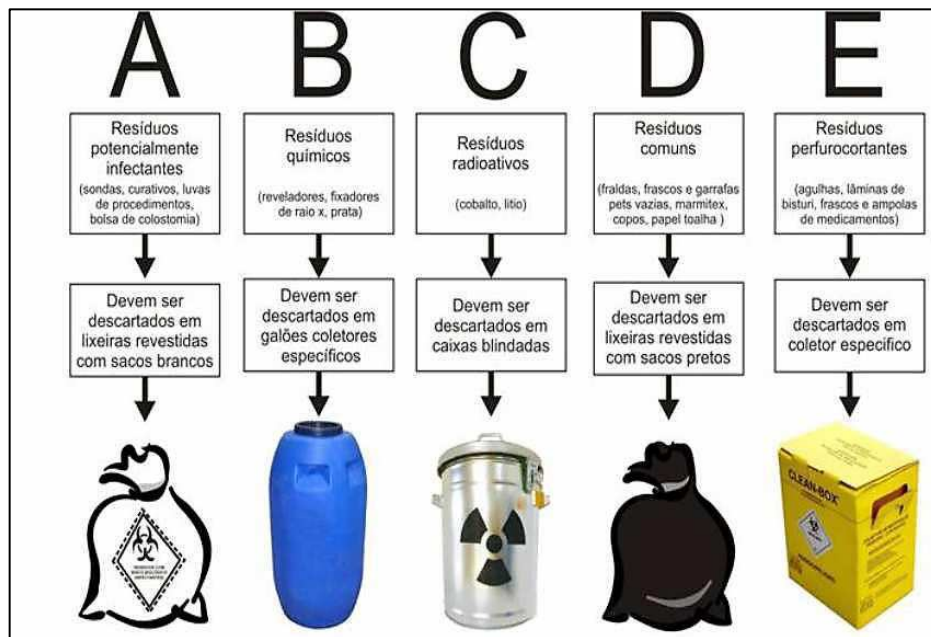 A
B
C
D
E
Resíduos
potencialmente
infectantes
(sondas, curativos, luvas
de procedimentos,
bolsa de colostomia)
Resíduos
químicos
(reveladores, fixadores
de raio x, prata)
Resíduos
radioativos
(cobalto, litio)
Resíduos
comuns
(fraldas, frascos e garrafas
pets vazias, marmitex,
copos, papel toalha )
Resíduos
perfurocortantes
(agulhas, lâminas de
bisturi, frascos e ampolas
de medicamentos)
Devem ser
descartados em
lixeiras revestidas
com sacos brancos
Devem ser
descartados em
galões coletores
específicos
Devem ser
descartados em
caixas blindadas
Devem ser
descartados em
lixeiras revestidas
com sacos pretos
Devem ser
descartados em
coletor especifico
CLEAN-BOX